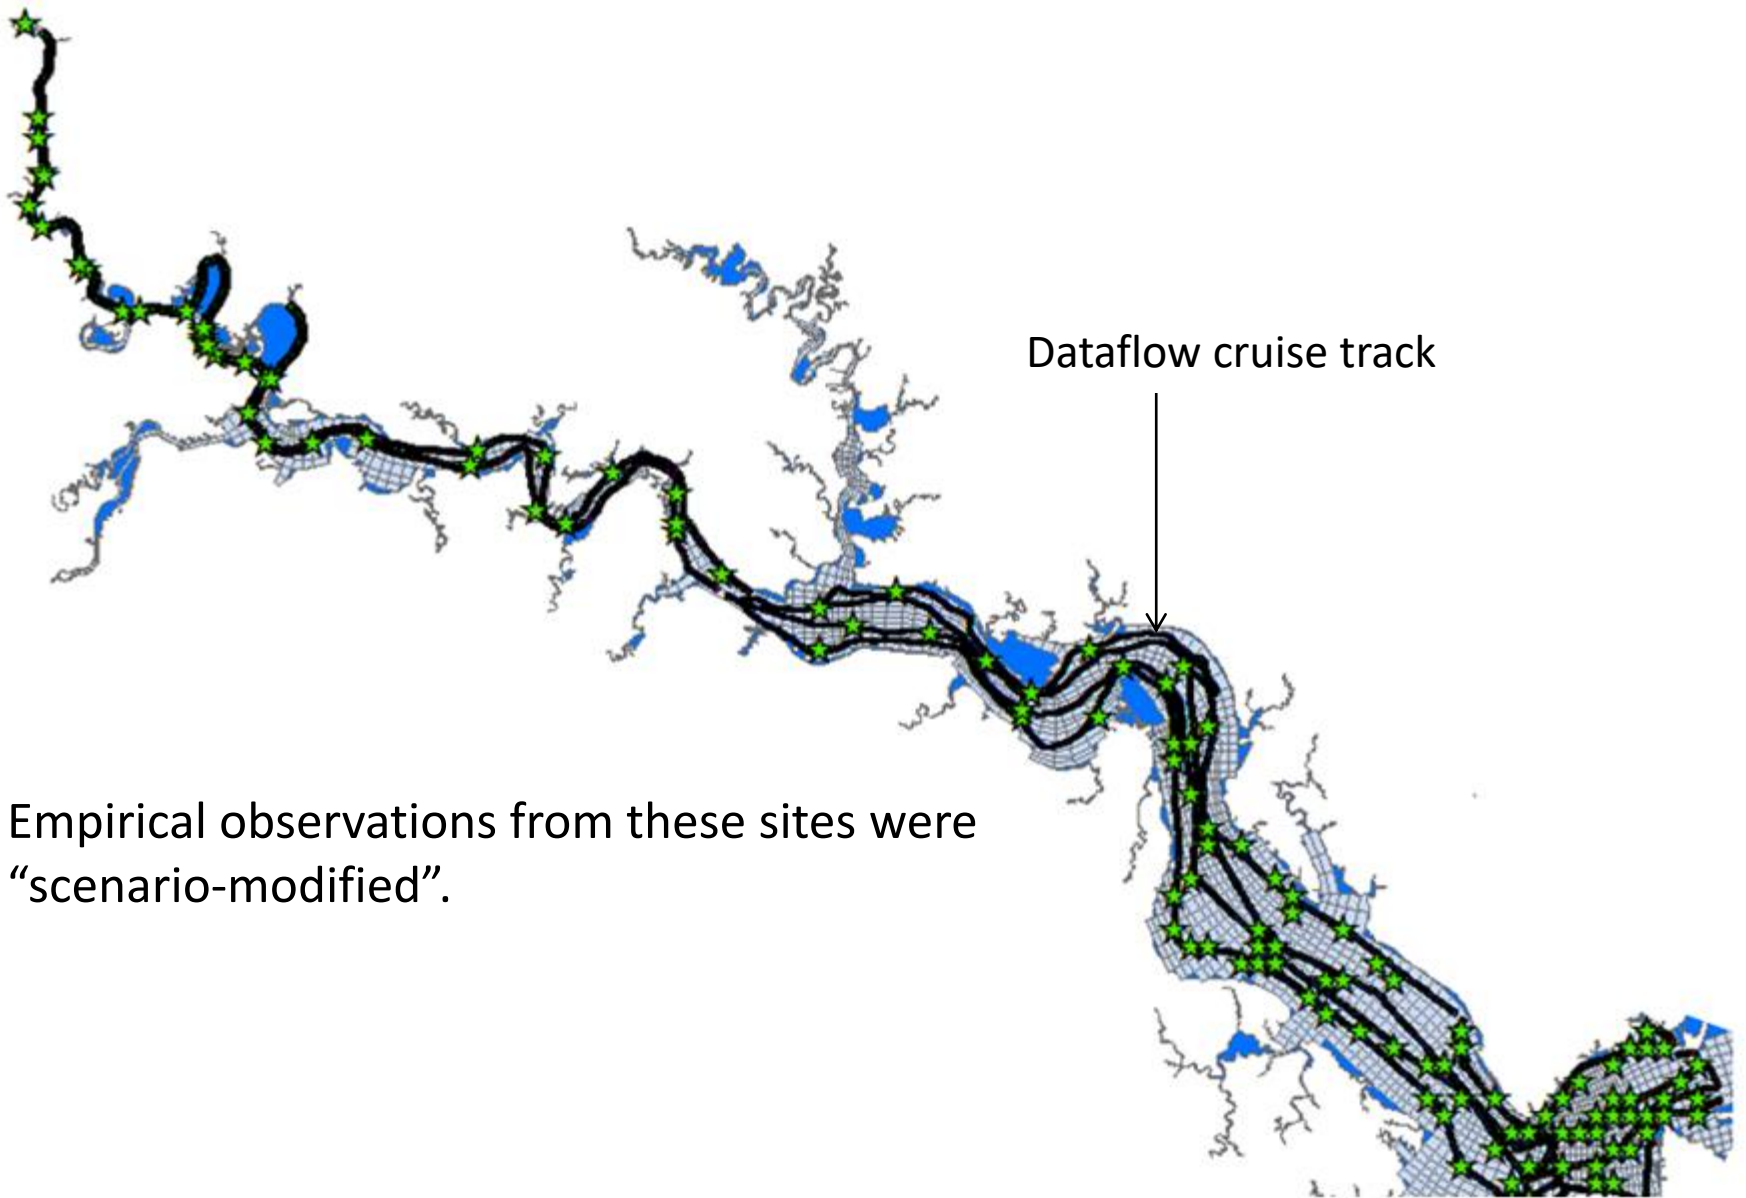 Dataflow cruise track
Empirical observations from these sites were
“scenario-modified”.